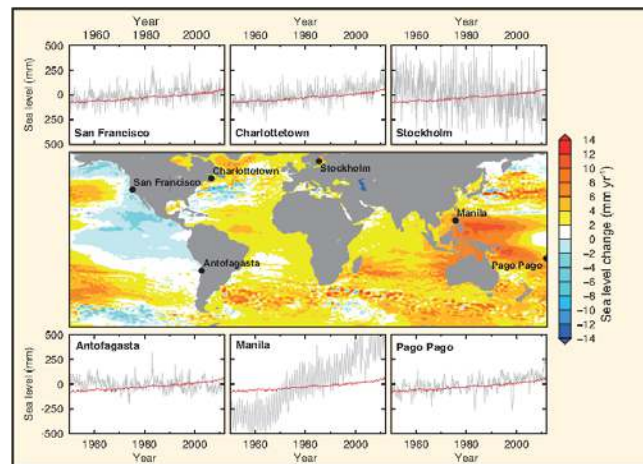 Year Year
1960 1980 2000 1960 1980 2000 1960 1980 2000
500
250
0
-250
500
Sea level (mm)
San Francisco Charlottetown Stockholm
Charlottetown Stockholm
San Francisco
Manila
Antofagasta
Pago Pago
14
12
10
8
6
4
2
0
-2
-4
-6
-8
-10
-12
-14
Sea level change (mm yr⁻¹)
Antofagasta Manila Pago Pago
500
250
0
-250
-500
Sea level (mm)
1960 1980 2000 1960 1980 2000 1960 1980 2000
Year Year Year